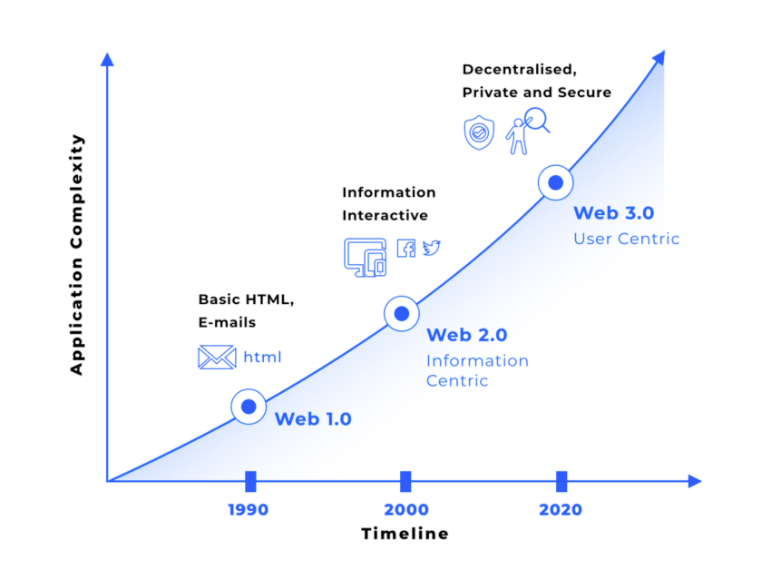 Decentralised,
Private and Secure
Web 3.0
User Centric
Information
Interactive
Web 2.0
Information
Centric
Basic HTML,
E-mails
html
Web 1.0
Application Complexity
1990
2000
2020
Timeline